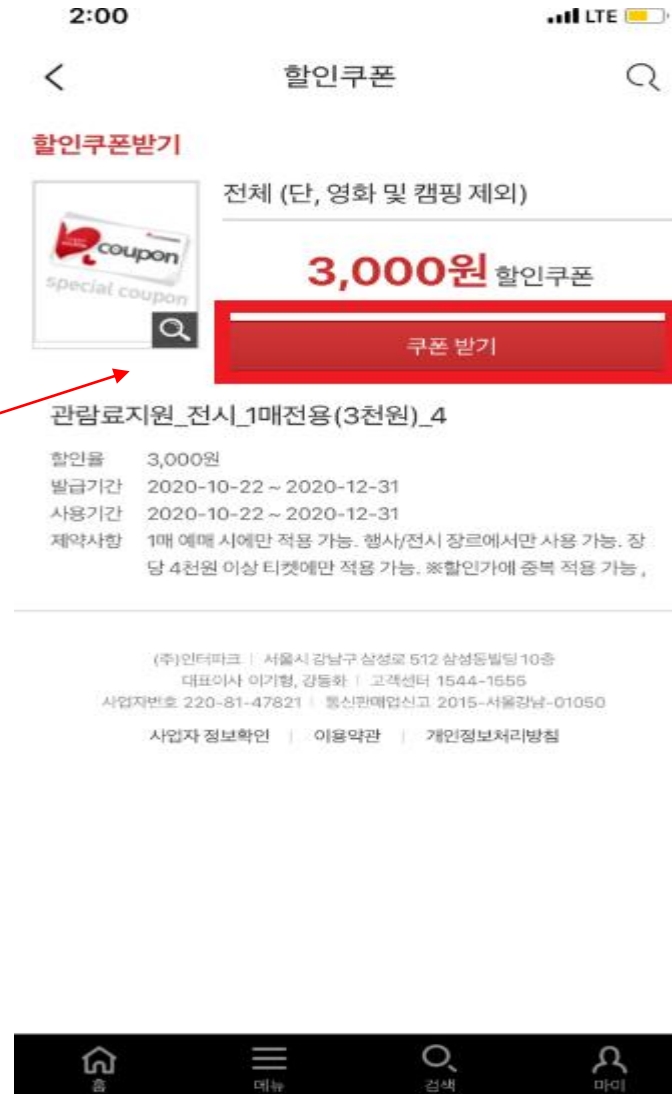 2:00
LTE
할인쿠폰
할인쿠폰받기
전체 (단, 영화 및 캠핑 제외)
coupon
special coupon
3,000원 할인쿠폰
쿠폰 받기
관람료지원_전시_1매전용(3천원)_4
할인율 3,000원
발급기간 2020-10-22 ~ 2020-12-31
사용기간 2020-10-22 ~ 2020-12-31
제약사항 1매 예매 시에만 적용 가능. 행사/전시 장르에서만 사용 가능. 장
당 4천원 이상 티켓에만 적용 가능. ※할인가에 중복 적용 가능 ,
(주)인터파크 | 서울시 강남구 삼성로 512 삼성동빌딩 10층
대표이사 이기형, 강동화 | 고객센터 1544-1555
사업자번호 220-81-47821 | 통신판매업신고 2015-서울강남-01050
사업자 정보확인 | 이용약관 | 개인정보처리방침
홈 메뉴 검색 마이